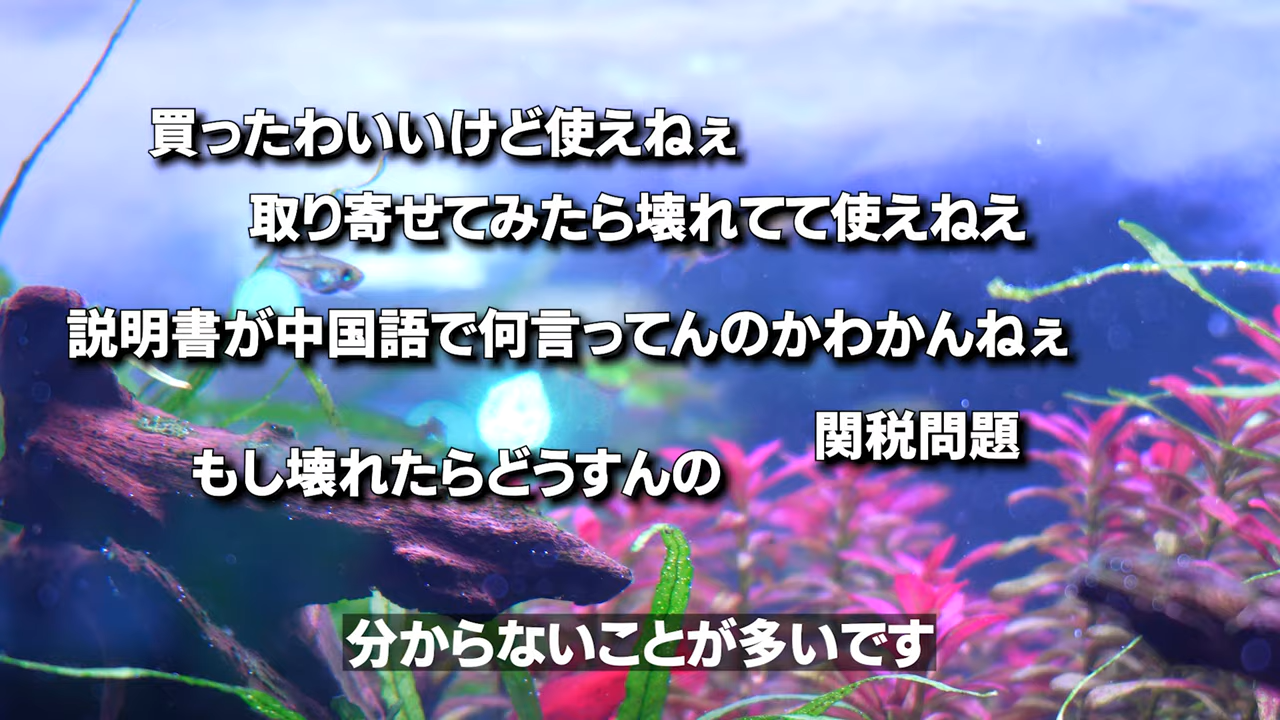 買ったわいいけど使えねぇ
取り寄せてみたら壊れてて使えねえ
説明書が中国語で何言ってんのかわかんねぇ
関税問題
もし壊れたらどうすんの
分からないことが多いです